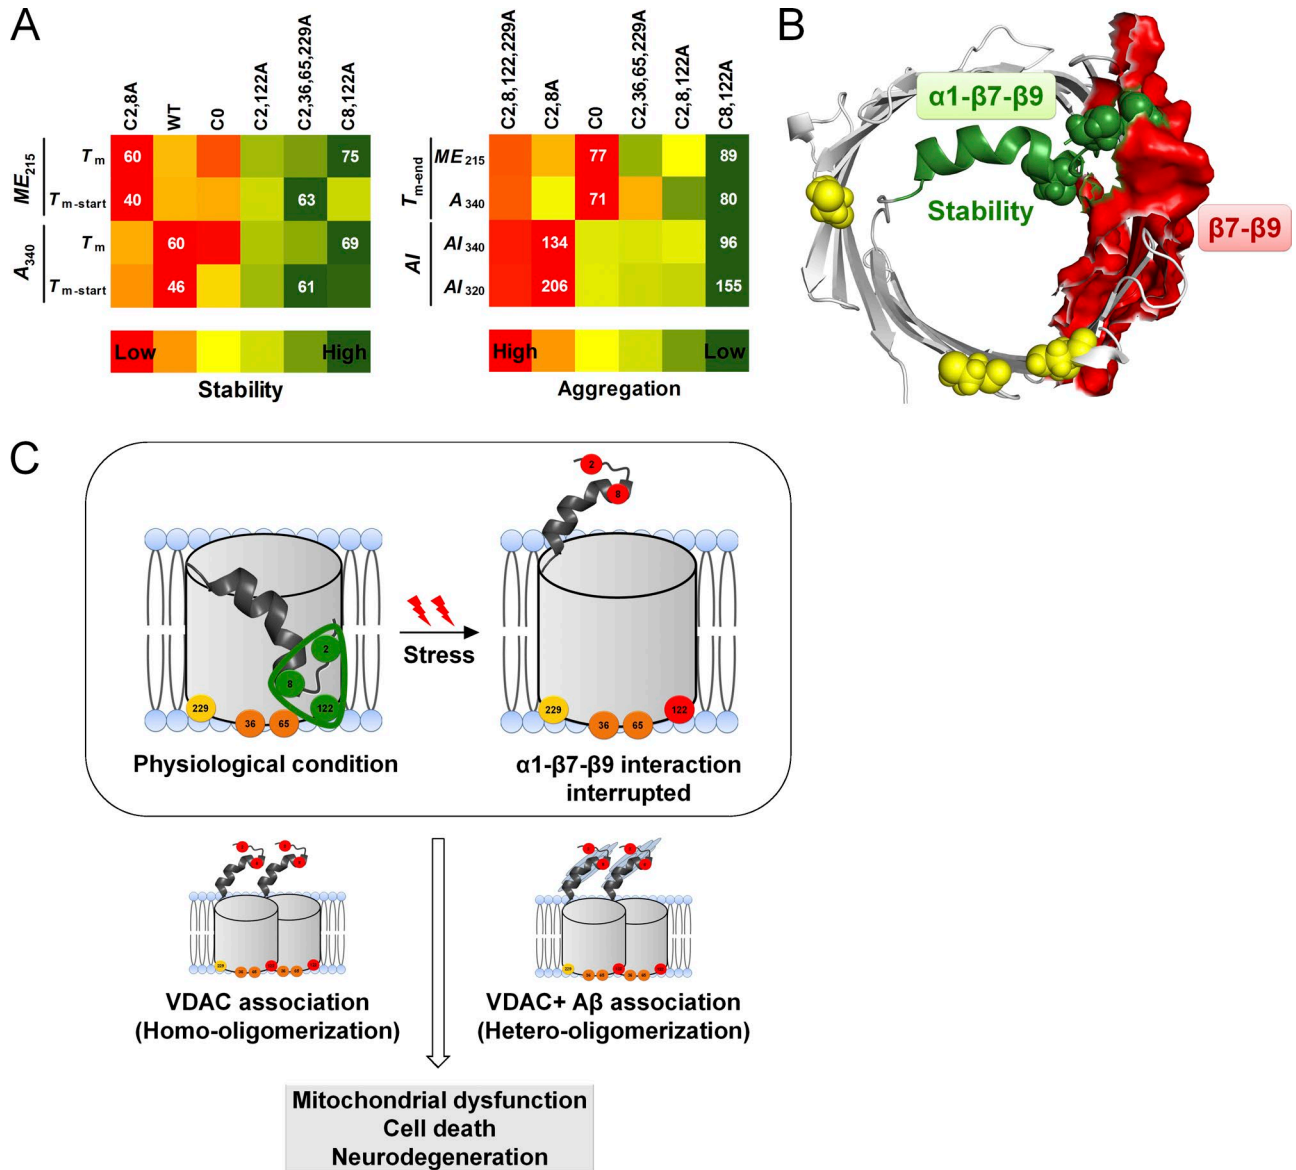 A
C2,8A
WT
C0
C2,122A
C2,36,65,229A
C8,122A
ME215
Tm
60
75
Tm-start
40
63
A340
Tm
60
69
Tm-start
46
61
Low
High
Stability
C2,8,122,229A
C2,8A
C0
C2,36,65,229A
C2,8,122A
C8,122A
Tm-end
ME215
77
89
A340
71
80
AI
AI340
134
96
AI320
206
155
High
Low
Aggregation
B
α1-β7-β9
Stability
β7-β9
C
2
8
229
36
65
122
Physiological condition
Stress
2
8
229
36
65
122
α1-β7-β9 interaction
interrupted
VDAC association
(Homo-oligomerization)
VDAC+ Aβ association
(Hetero-oligomerization)
Mitochondrial dysfunction
Cell death
Neurodegeneration